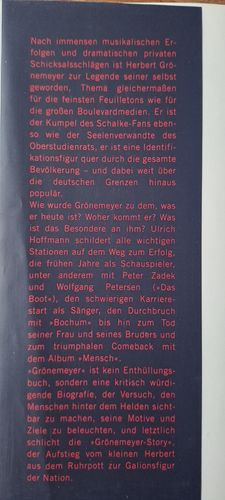 Nach immensen musikalischen Er-
folgen und dramatischen privaten
Schicksalsschlägen ist Herbert Grö-
nemeyer zur Legende seiner selbst
geworden, Thema gleichermaßen
für die feinsten Feuilletons wie für
die großen Boulevardmedien. Er ist
der Kumpel des Schalke-Fans eben-
so wie der Seelenverwandte des
Oberstudienrats, er ist eine Identifi-
kationsfigur quer durch die gesamte
Bevölkerung – und dabei weit über
die deutschen Grenzen hinaus
populär.
Wie wurde Grönemeyer zu dem, was
er heute ist? Woher kommt er? Was
ist das Besondere an ihm? Ulrich
Hoffmann schildert alle wichtigen
Stationen auf dem Weg zum Erfolg,
die frühen Jahre als Schauspieler,
unter anderem mit Peter Zadek
und Wolfgang Petersen (»Das
Boot«), den schwierigen Karriere-
start als Sänger, den Durchbruch
mit »Bochum« bis hin zum Tod
seiner Frau und seines Bruders und
zum triumphalen Comeback mit
dem Album »Mensch«.
»Grönemeyer« ist kein Enthüllungs-
buch, sondern eine kritisch würdi-
gende Biografie, der Versuch, den
Menschen hinter dem Helden sicht-
bar zu machen, seine Motive und
Ziele zu beleuchten, und letztlich
schlicht die »Grönemeyer-Story«,
der Aufstieg vom kleinen Herbert
aus dem Ruhrpott zur Galionsfigur
der Nation.